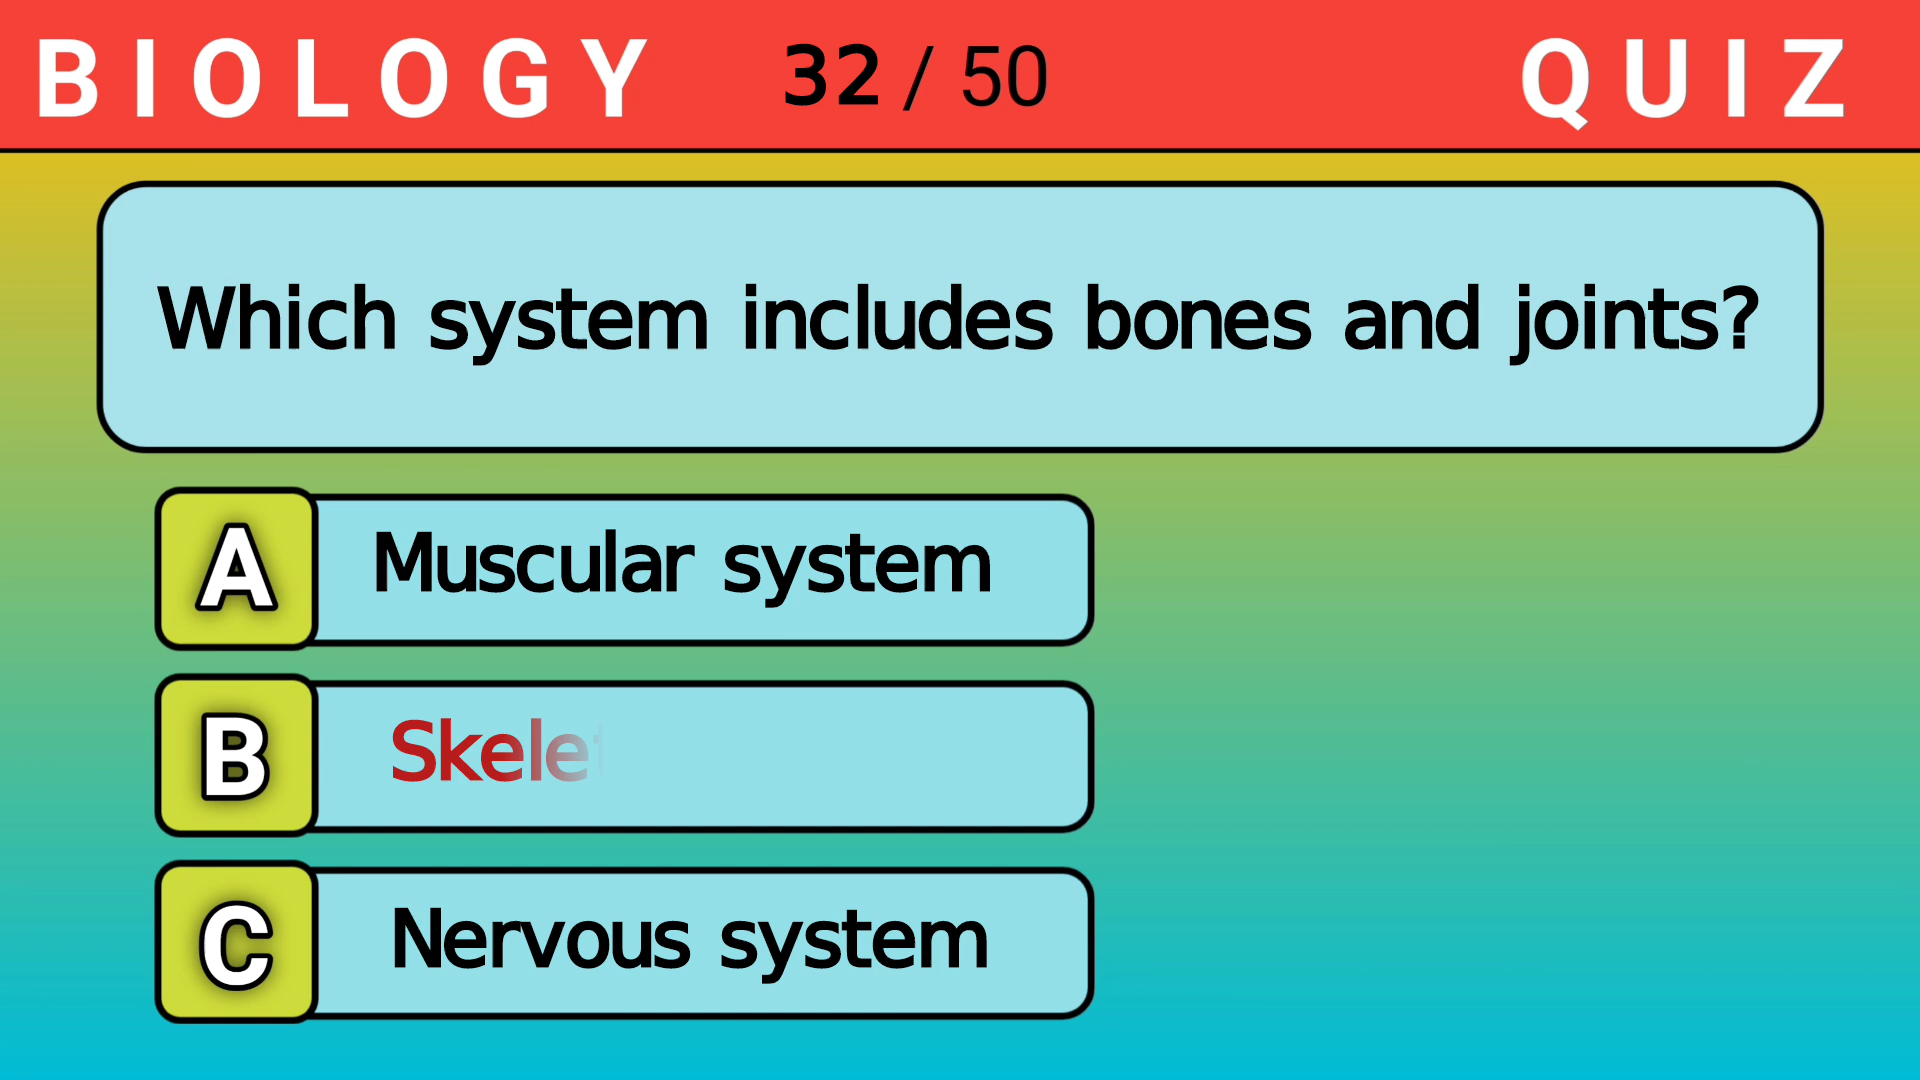 BIOLOGY 32 / 50 QUIZ
Which system includes bones and joints?
A Muscular system
B Skele
C Nervous system